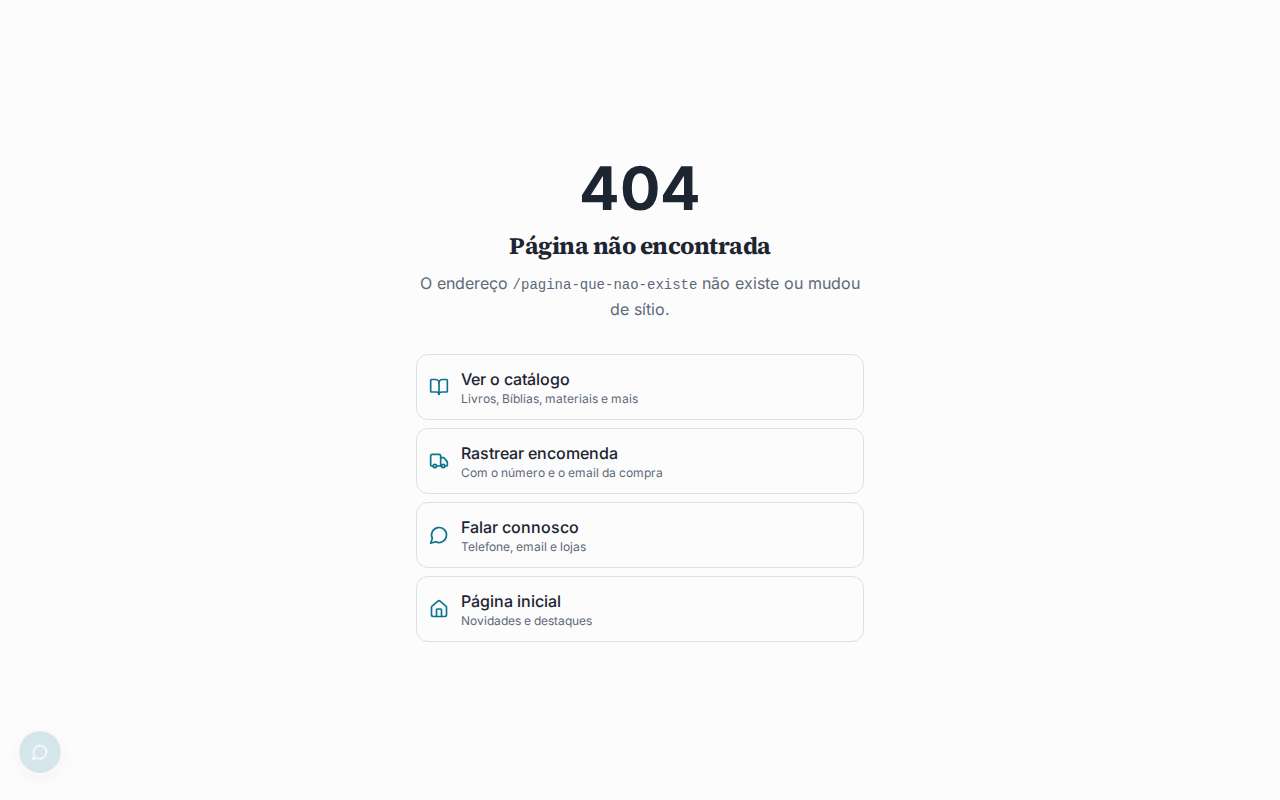 404
Página não encontrada
O endereço /pagina-que-nao-existe não existe ou mudou
de sítio.
Ver o catálogo
Livros, Bíblias, materiais e mais
Rastrear encomenda
Com o número e o email da compra
Falar connosco
Telefone, email e lojas
Página inicial
Novidades e destaques